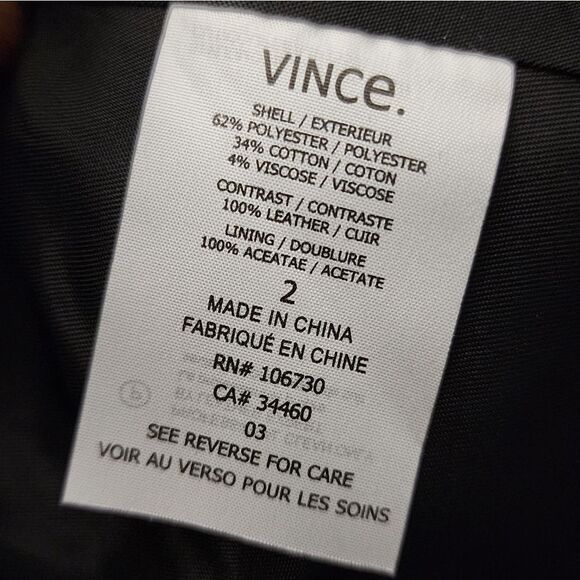 VINCe.
SHELL / EXTERIEUR
62% POLYESTER / POLYESTER
34% COTTON / COTON
4% VISCOSE / VISCOSE
CONTRAST / CONTRASTE
100% LEATHER / CUIR
LINING / DOUBLURE
100% ACEATAE / ACETATE
2
MADE IN CHINA
FABRIQUÉ EN CHINE
RN# 106730
CA# 34460
03
SEE REVERSE FOR CARE
VOIR AU VERSO POUR LES SOINS